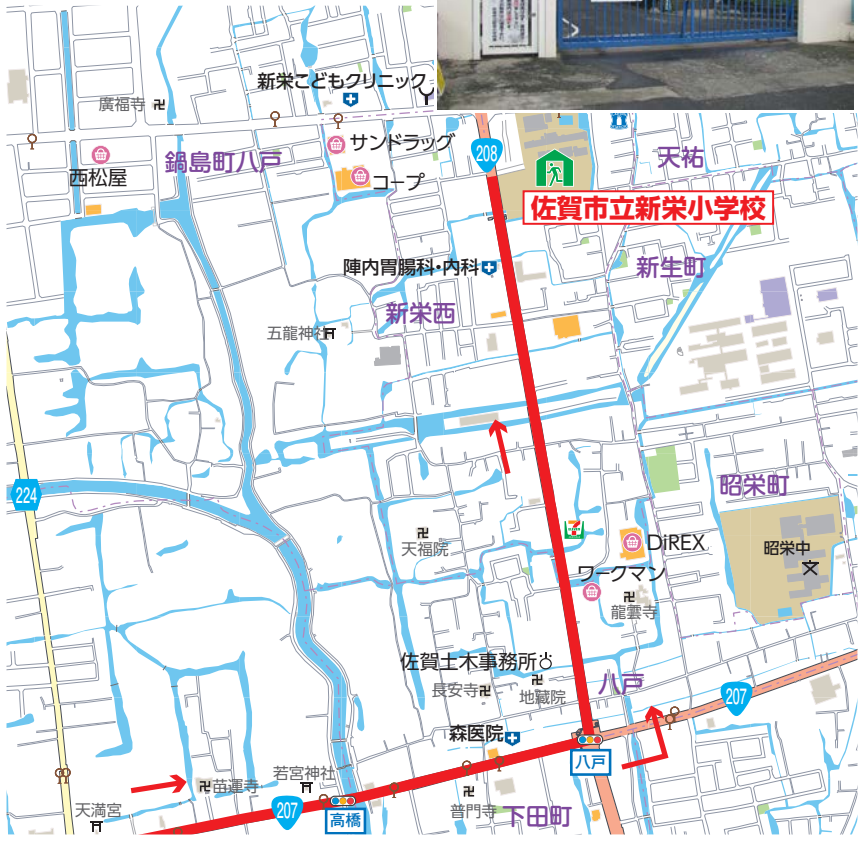 新栄こどもクリニック
廣福寺
サンドラッグ
鍋島町八戸
西松屋
コープ
208
天祐
佐賀市立新栄小学校
陣内胃腸科・内科
新生町
新栄西
五龍神社
224
昭栄町
天福院
DiREX
昭栄中
ワークマン
龍雲寺
佐賀土木事務所
長安寺
地蔵院
八戸
207
森医院
八戸
苗運寺
若宮神社
天満宮
207
高橋
普門寺
下田町